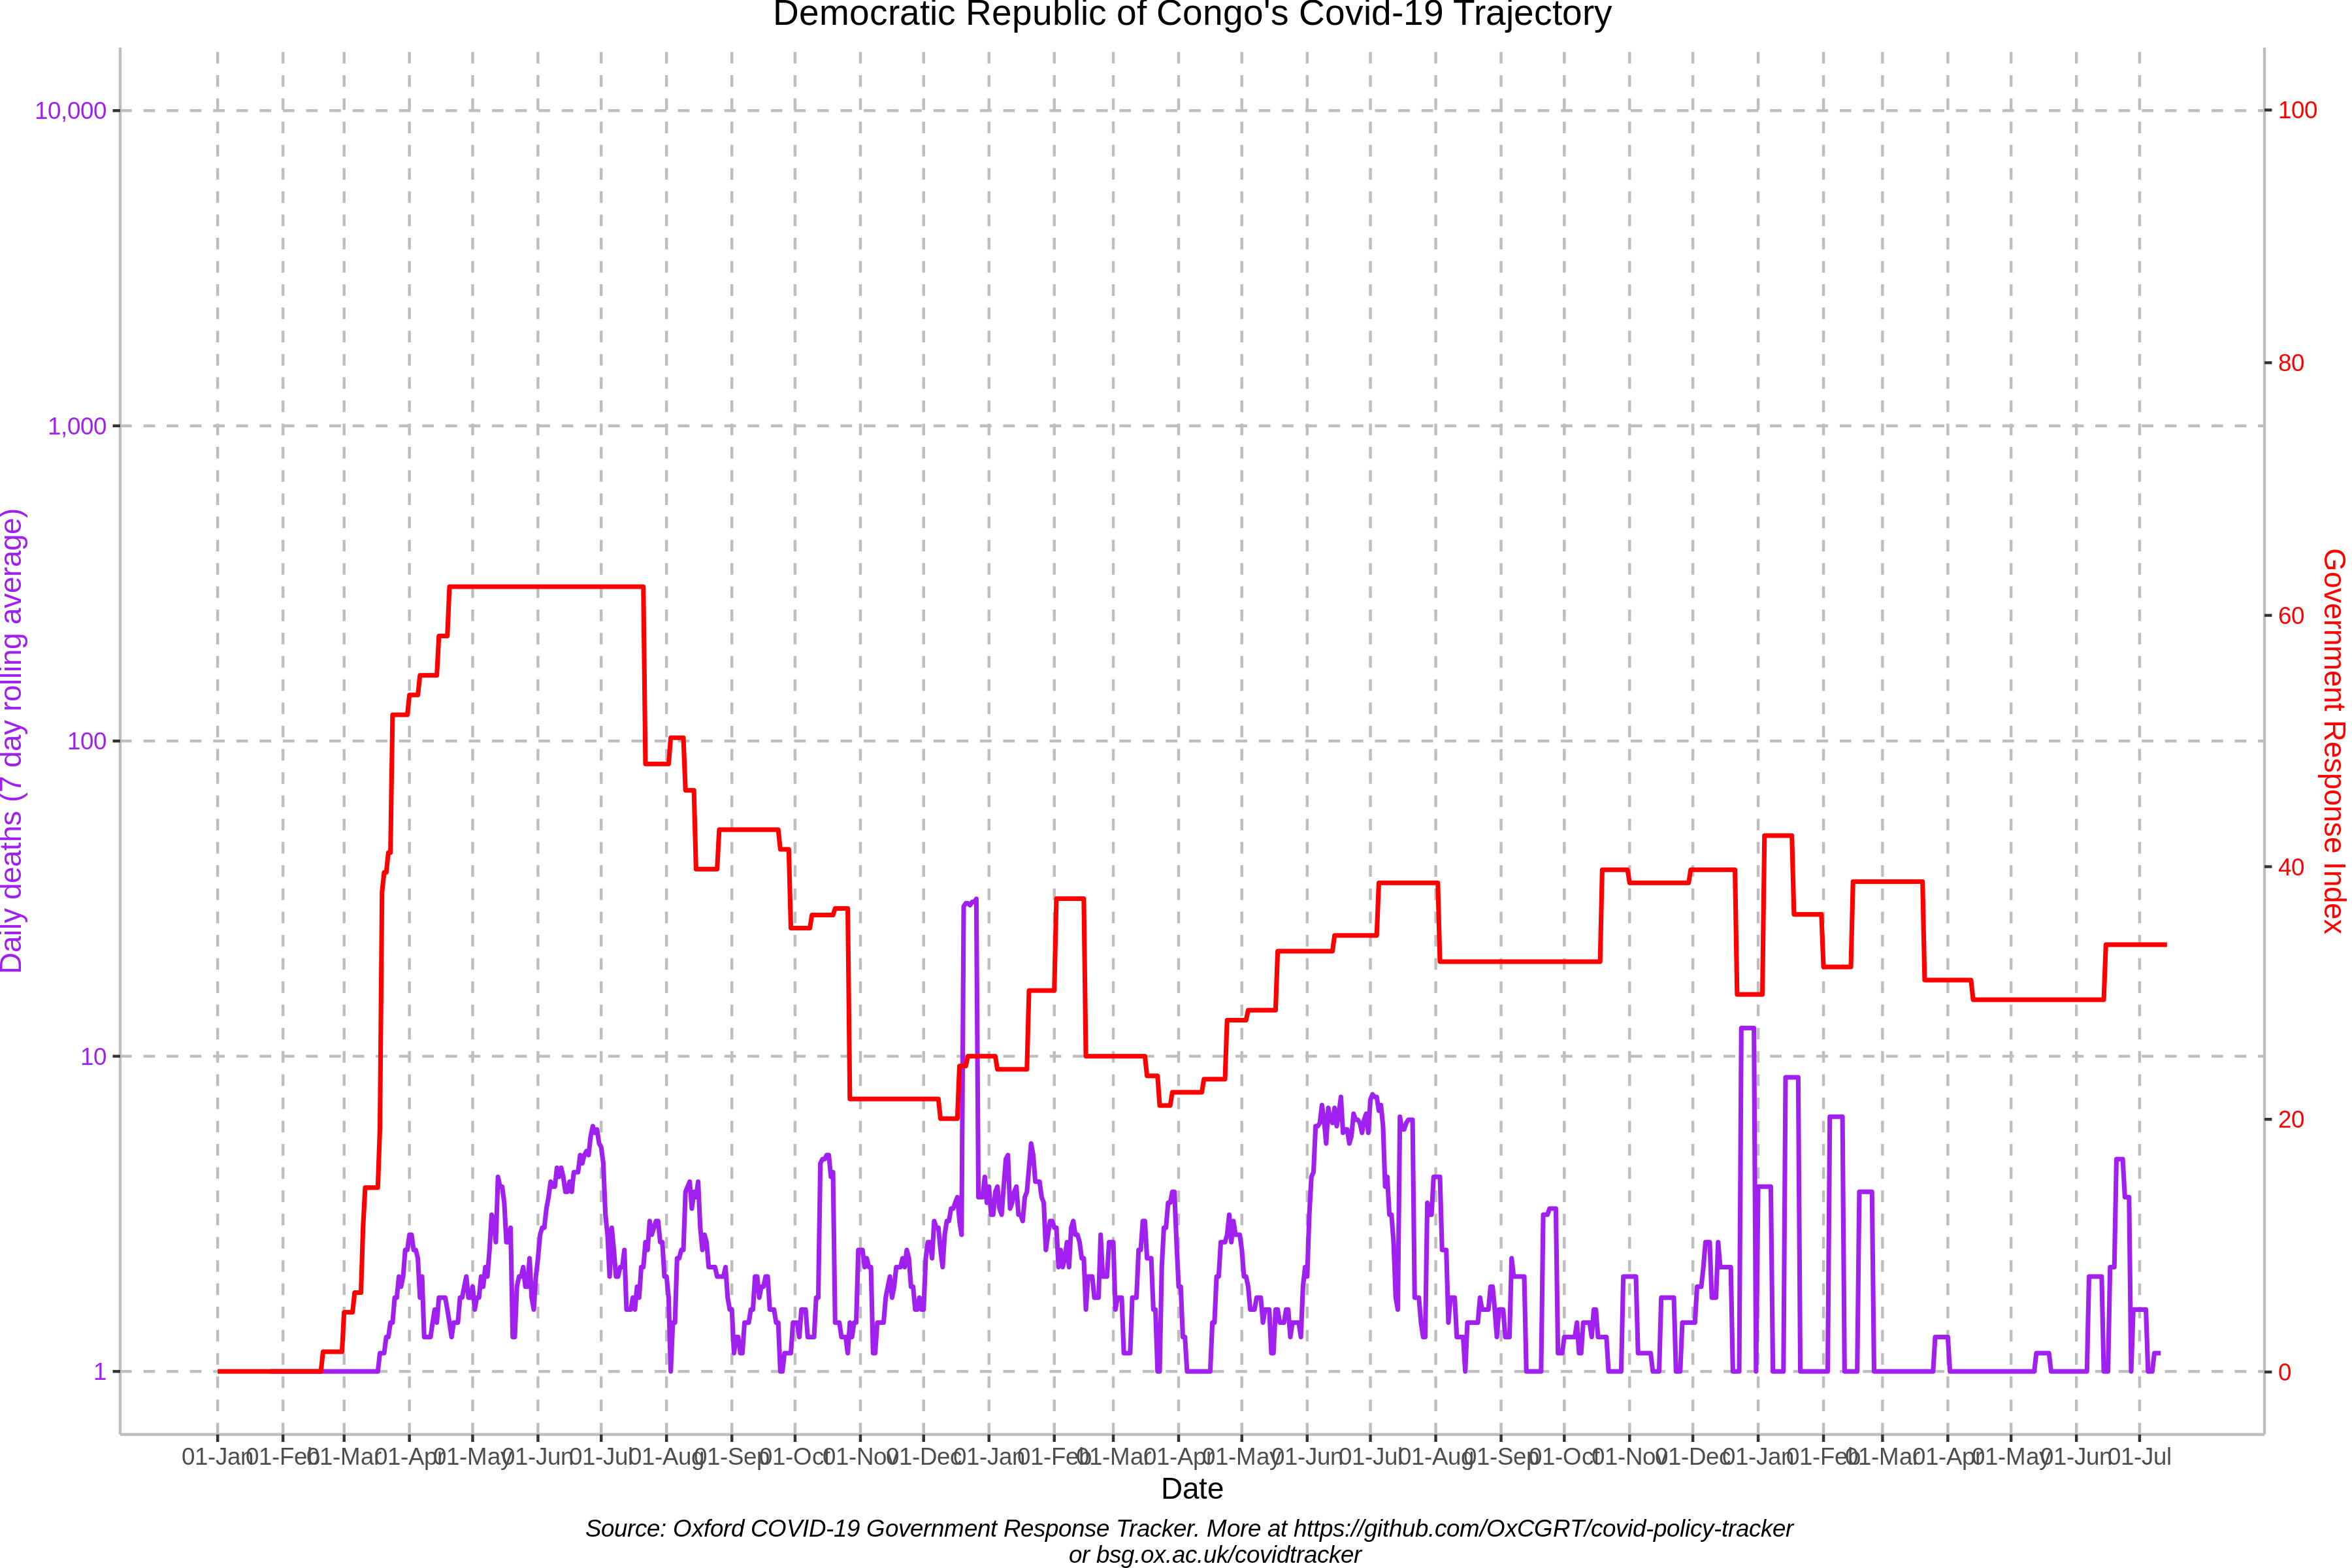 Democratic Republic of Congo's Covid-19 Trajectory
10,000
1,000
100
10
1
Daily deaths (7 day rolling average)
100
80
60
40
20
0
Government Response Index
01-Jan 01-Feb 01-Mar 01-Apr 01-May 01-Jun 01-Jul 01-Aug 01-Sep 01-Oct 01-Nov 01-Dec 01-Jan 01-Feb 01-Mar 01-Apr 01-May 01-Jun 01-Jul 01-Aug 01-Sep 01-Oct 01-Nov 01-Dec 01-Jan 01-Feb 01-Mar 01-Apr 01-May 01-Jun 01-Jul
Date
Source: Oxford COVID-19 Government Response Tracker. More at https://github.com/OxCGRT/covid-policy-tracker
or bsg.ox.ac.uk/covidtracker